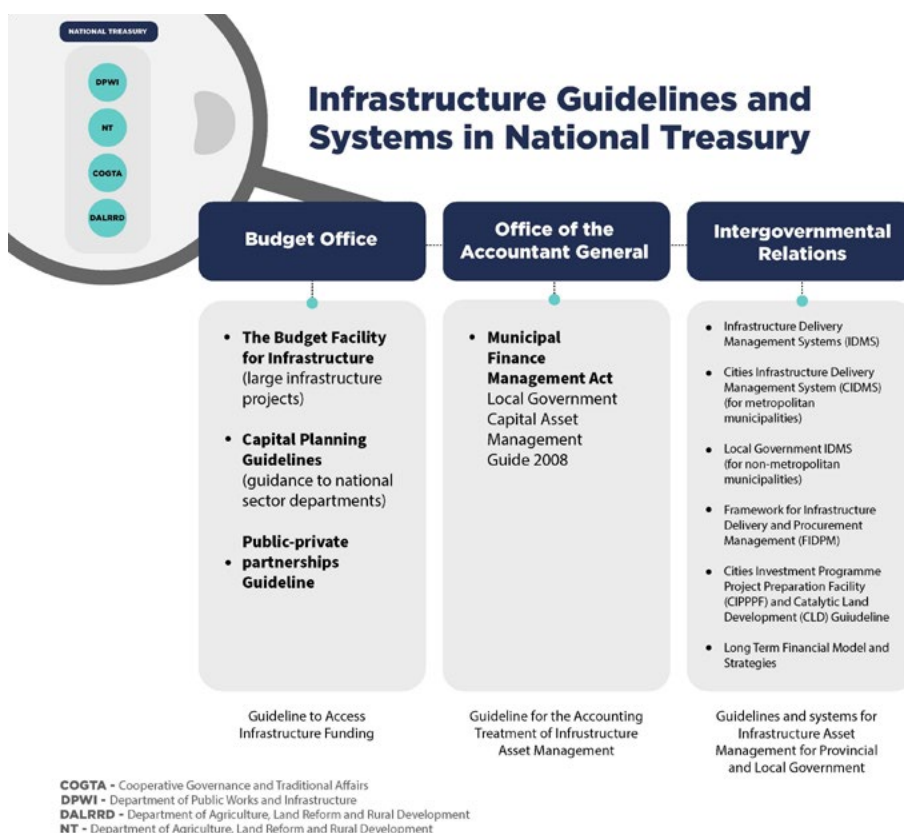 NATIONAL TREASURY
DPWI
NT
COGTA
DALRRD
Infrastructure Guidelines and
Systems in National Treasury
Budget Office
• The Budget Facility
for Infrastructure
(large infrastructure
projects)
• Capital Planning
Guidelines
(guidance to national
sector departments)
Public-private
• partnerships
Guideline
Guideline to Access
Infrastructure Funding
Office of the
Accountant General
• Municipal
Finance
Management Act
Local Government
Capital Asset
Management
Guide 2008
Guideline for the Accounting
Treatment of Infrustructure
Asset Management
Intergovernmental
Relations
• Infrastructure Delivery
Management Systems (IDMS)
• Cities Infrastructure Delivery
Management System (CIDMS)
(for metropolitan
municipalities)
• Local Government IDMS
(for non-metropolitan
municipalities)
• Framework for Infrastructure
Delivery and Procurement
Management (FIDPM)
• Cities Investment Programme
Project Preparation Facility
(CIPPPF) and Catalytic Land
Development (CLD) Guiudeline
• Long Term Financial Model and
Strategies
Guidelines and systems for
Infrastructure Asset
Management for Provincial
and Local Government
COGTA - Cooperative Governance and Traditional Affairs
DPWI - Department of Public Works and Infrastructure
DALRRD - Department of Agriculture, Land Reform and Rural Development
NT - Department of Agriculture, Land Reform and Rural Development